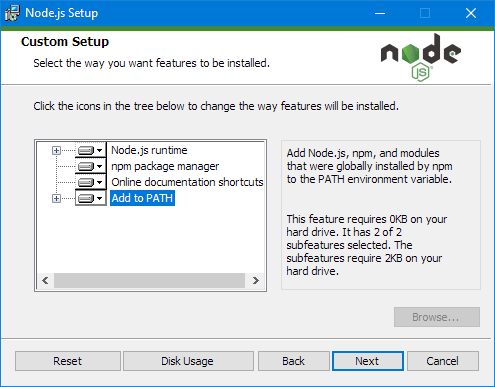 Node.js Setup
Custom Setup
Select the way you want features to be installed.
node
JS
Click the icons in the tree below to change the way features will be installed.
Node.js runtime
npm package manager
Online documentation shortcuts
Add to PATH
Add Node.js, npm, and modules
that were globally installed by npm
to the PATH environment variable.
This feature requires 0KB on your
hard drive. It has 2 of 2
subfeatures selected. The
subfeatures require 2KB on your
hard drive.
Browse...
Reset
Disk Usage
Back
Next
Cancel